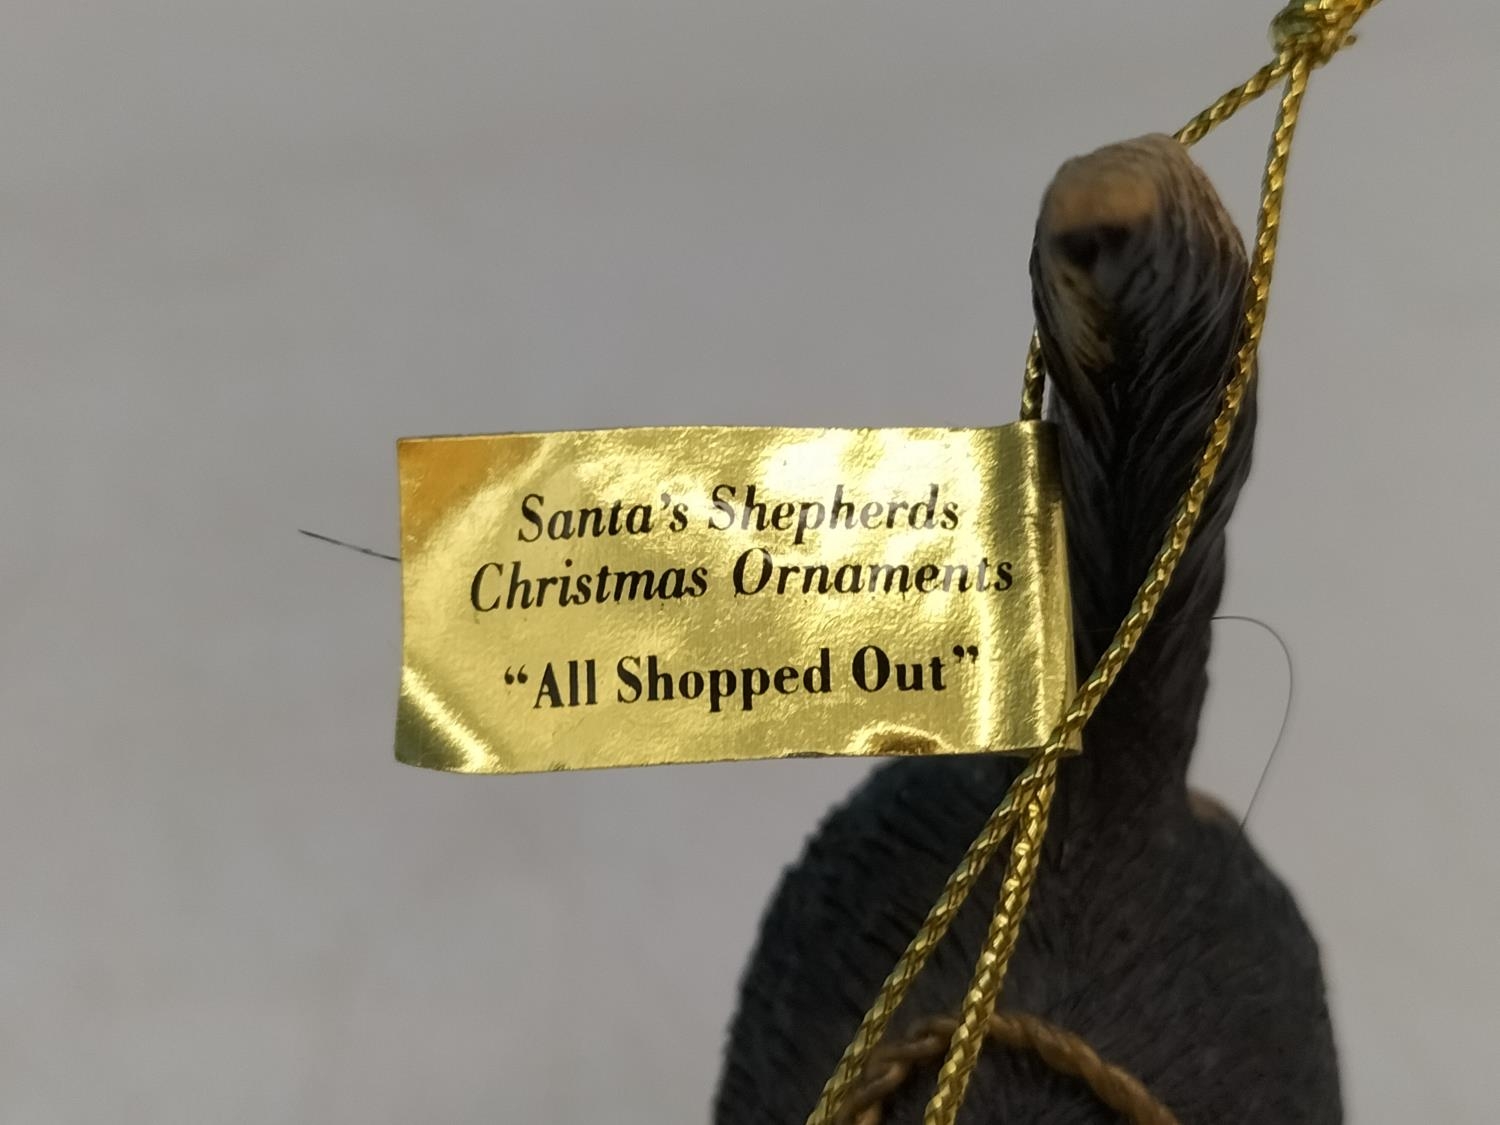 Santa's Shepherds
Christmas Ornaments
“All Shopped Out”